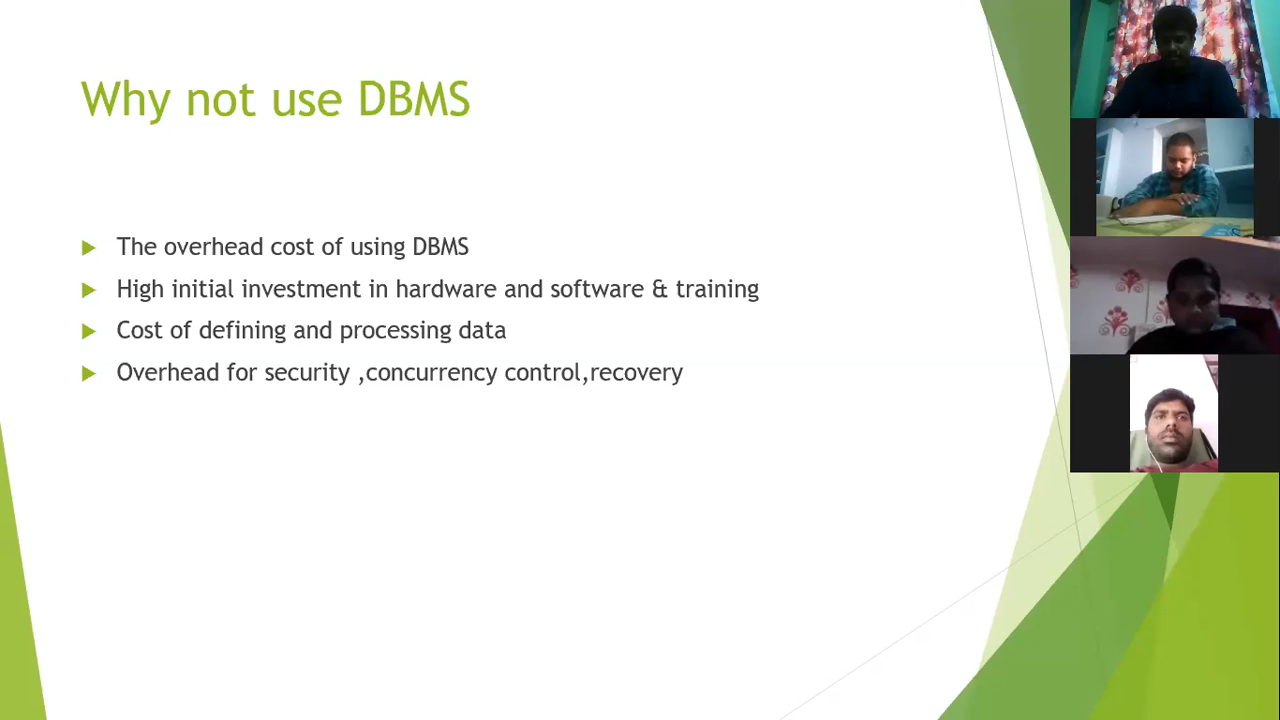 Why not use DBMS
The overhead cost of using DBMS
High initial investment in hardware and software & training
Cost of defining and processing data
Overhead for security ,concurrency control,recovery